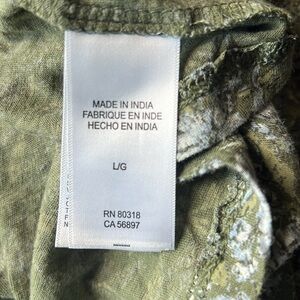 MADE IN INDIA
FABRIQUE EN INDE
HECHO EN INDIA
L/G
RN 80318
CA 56897